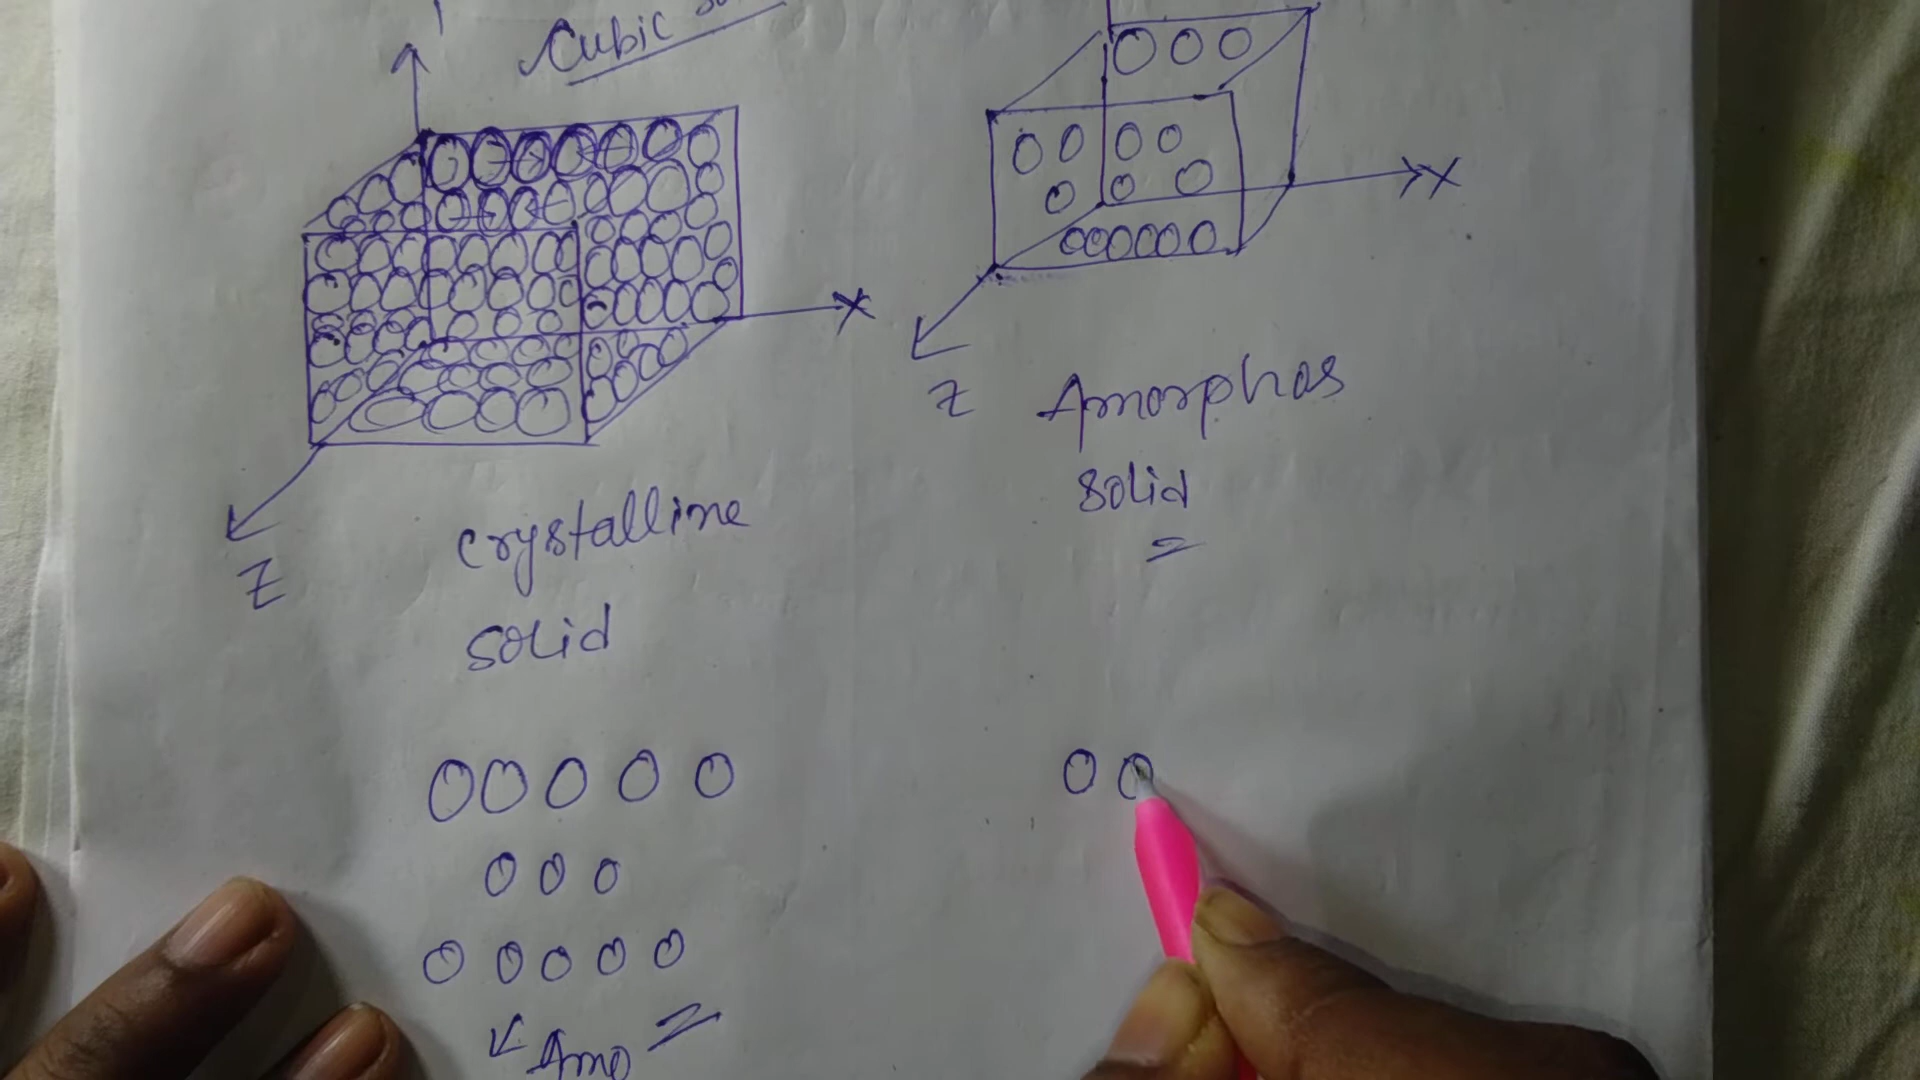 Cubic
X
X
Z
Amorphas
solid
Z
crystalline
solid
Amo